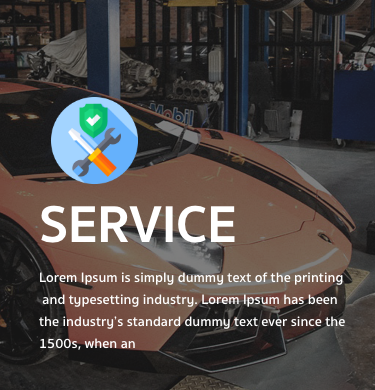 Mobil
SERVICE
Lorem Ipsum is simply dummy text of the printing
and typesetting industry. Lorem Ipsum has been
the industry's standard dummy text ever since the
1500s, when an